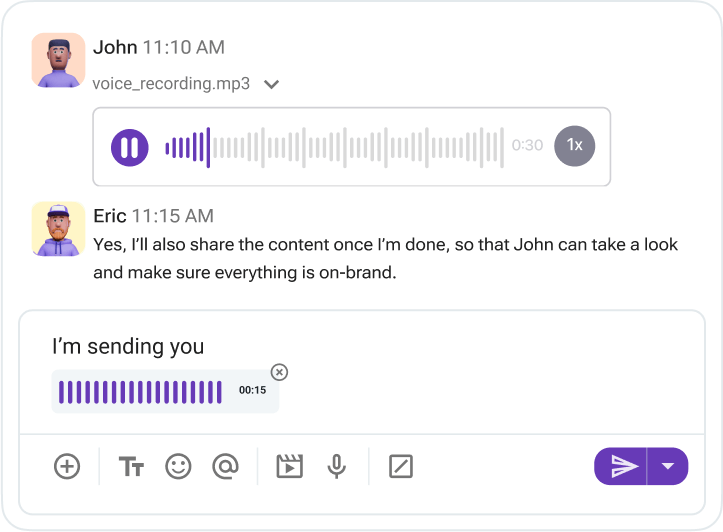 John 11:10 AM
voice_recording.mp3
0:30 1x
Eric 11:15 AM
Yes, I’ll also share the content once I’m done, so that John can take a look
and make sure everything is on-brand.
I’m sending you
00:15
TT
@